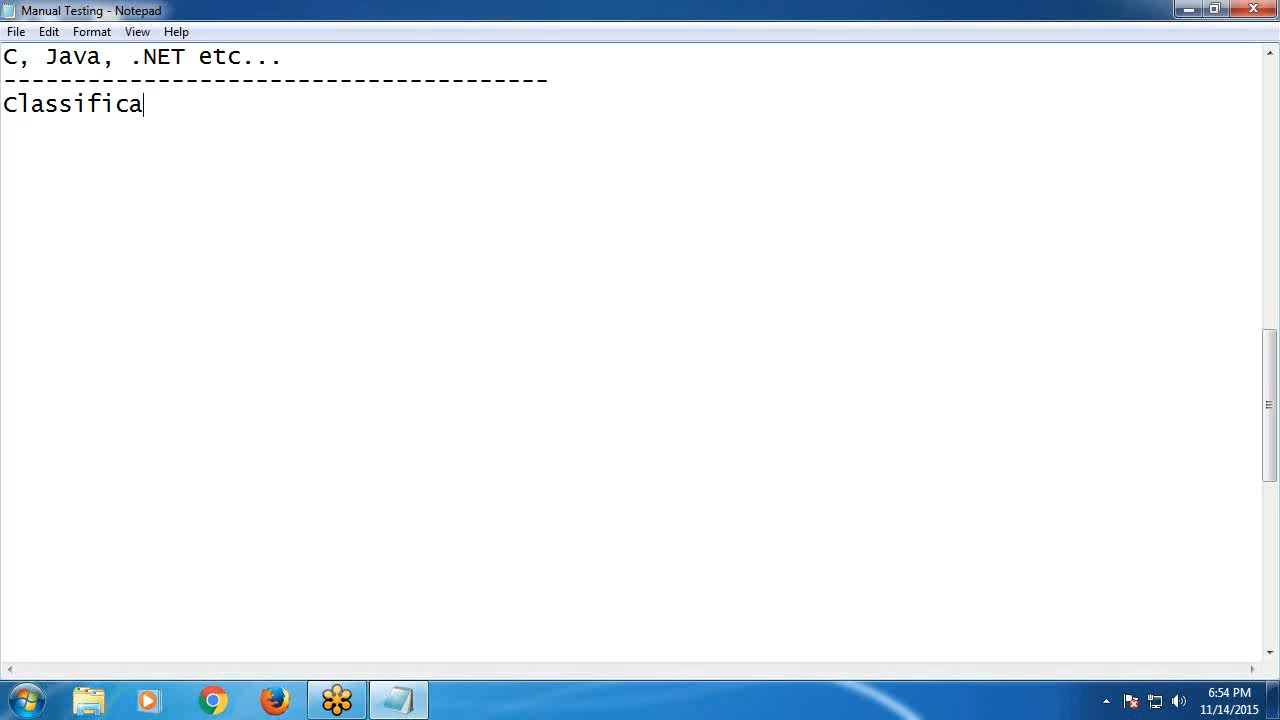 Manual Testing - Notepad
File Edit Format View Help
C, Java, .NET etc...
---------------------------------------
Classifica
6:54 PM
11/14/2015